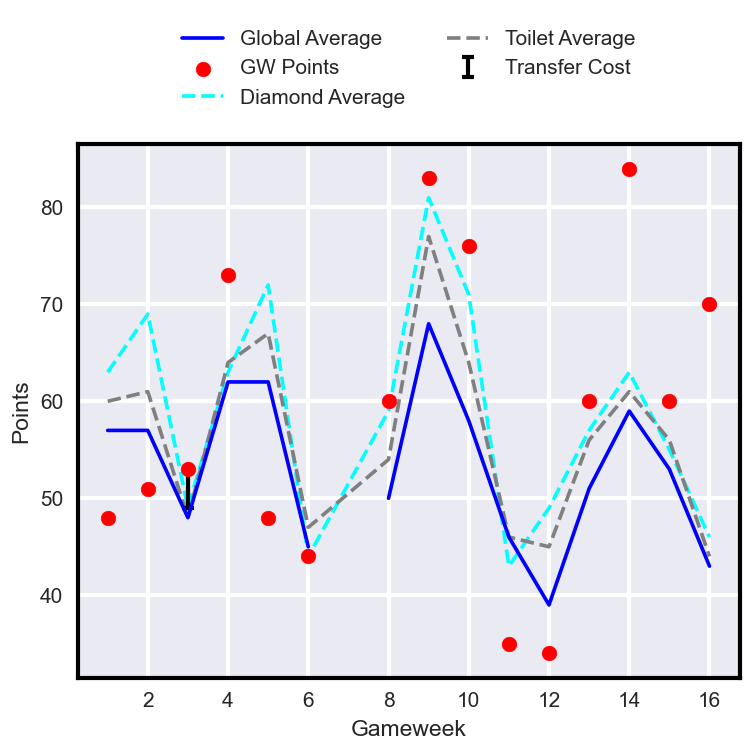 Global Average
GW Points
Diamond Average
Toilet Average
Transfer Cost
80
70
60
50
40
Points
2 4 6 8 10 12 14 16
Gameweek